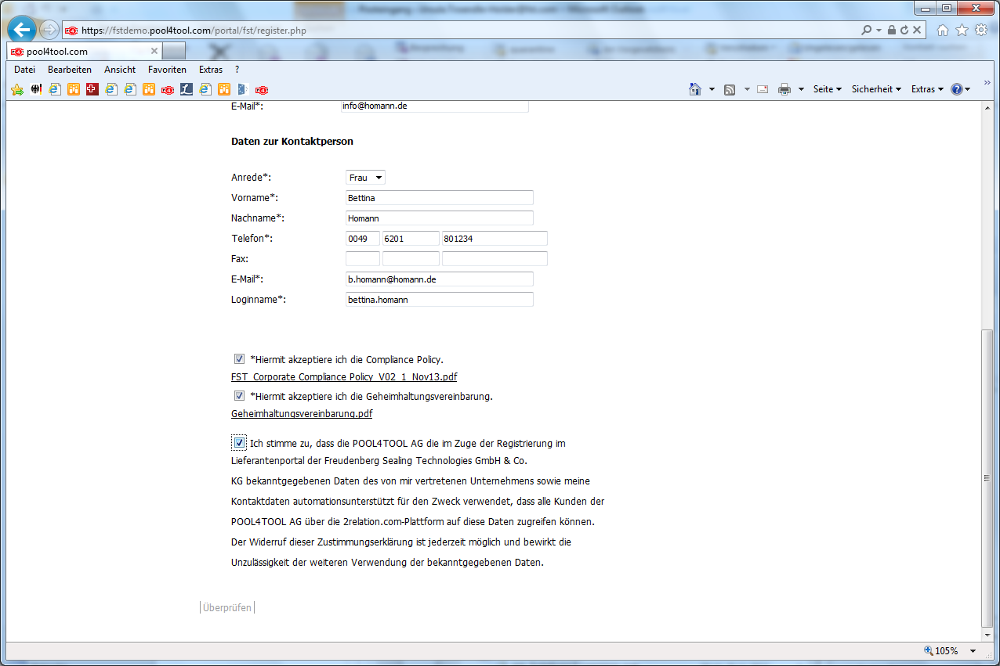 https://fstdemo.pool4tool.com/portal/fst/register.php
pool4tool.com
Datei Bearbeiten Ansicht Favoriten Extras ?
Seite Sicherheit Extras
E-Mail*: info@homann.de
Daten zur Kontaktperson
Anrede*: Frau
Vorname*: Bettina
Nachname*: Homann
Telefon*: 0049 6201 801234
Fax:
E-Mail*: b.homann@homann.de
Loginname*: bettina.homann
*Hiermit akzeptiere ich die Compliance Policy.
FST_Corporate Compliance Policy_V02_1_Nov13.pdf
*Hiermit akzeptiere ich die Geheimhaltungsvereinbarung.
Geheimhaltungsvereinbarung.pdf
Ich stimme zu, dass die POOL4TOOL AG die im Zuge der Registrierung im
Lieferantenportal der Freudenberg Sealing Technologies GmbH & Co.
KG bekanntgegebenen Daten des von mir vertretenen Unternehmens sowie meine
Kontaktdaten automationsunterstützt für den Zweck verwendet, dass alle Kunden der
POOL4TOOL AG über die 2relation.com-Plattform auf diese Daten zugreifen können.
Der Widerruf dieser Zustimmungserklärung ist jederzeit möglich und bewirkt die
Unzulässigkeit der weiteren Verwendung der bekanntgegebenen Daten.
Überprüfen
105%